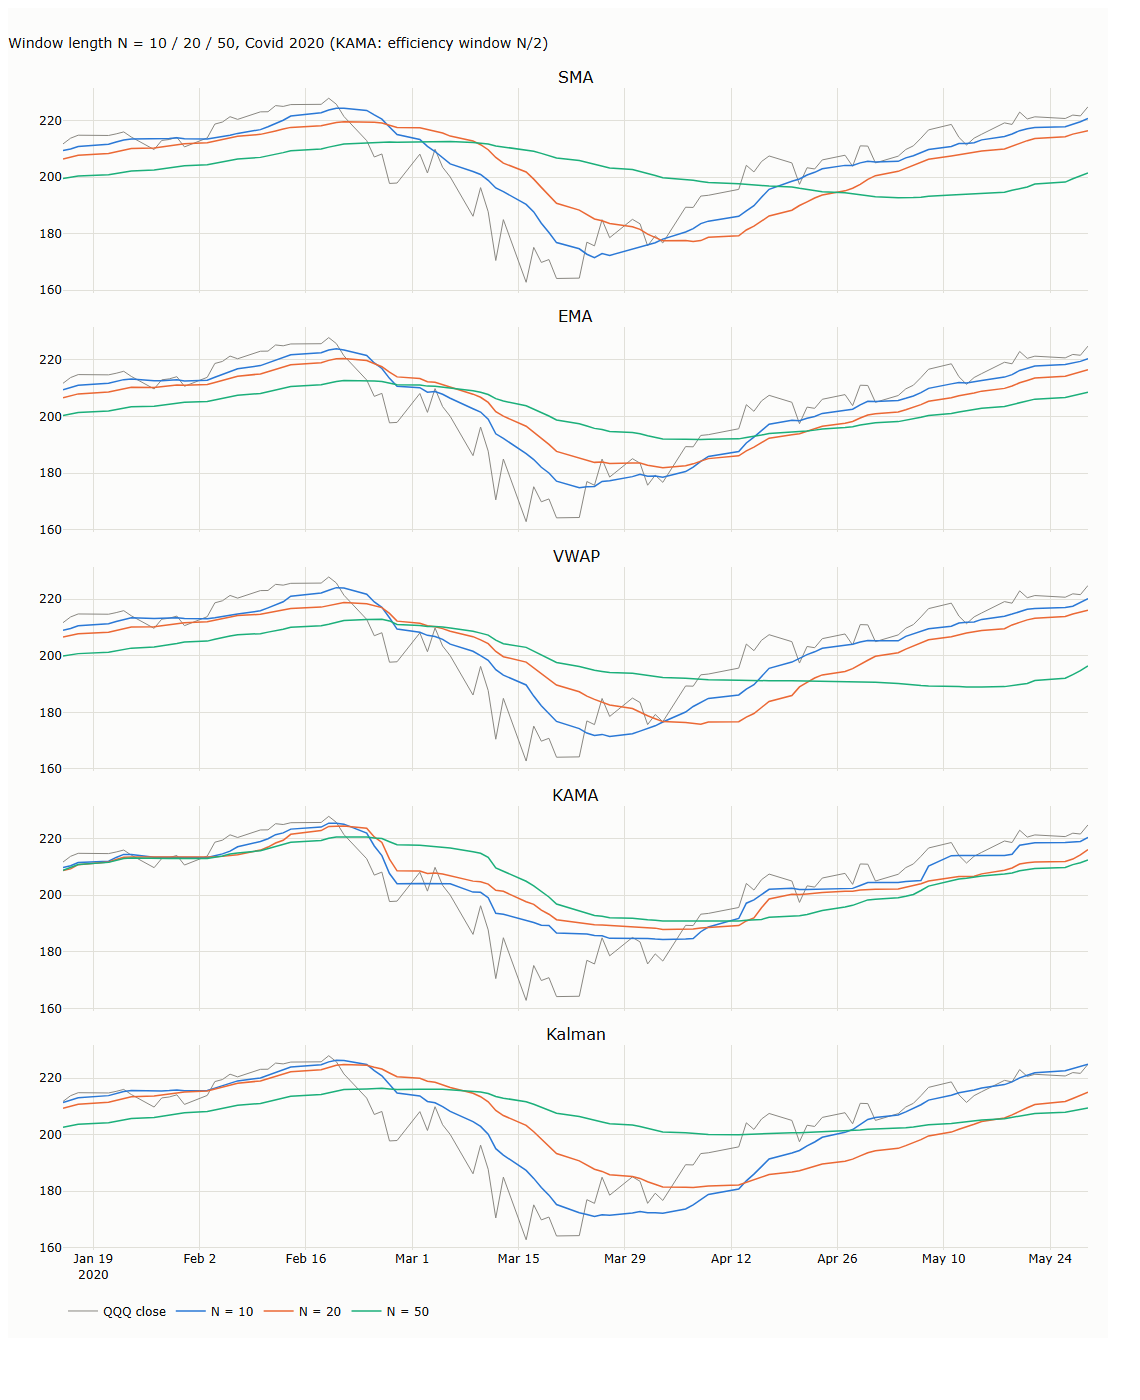 Window length N = 10 / 20 / 50, Covid 2020 (KAMA: efficiency window N/2)
SMA
220
200
180
160
EMA
220
200
180
160
VWAP
220
200
180
160
KAMA
220
200
180
160
Kalman
220
200
180
160
Jan 19 Feb 2 Feb 16 Mar 1 Mar 15 Mar 29 Apr 12 Apr 26 May 10 May 24
2020
QQQ close N = 10 N = 20 N = 50